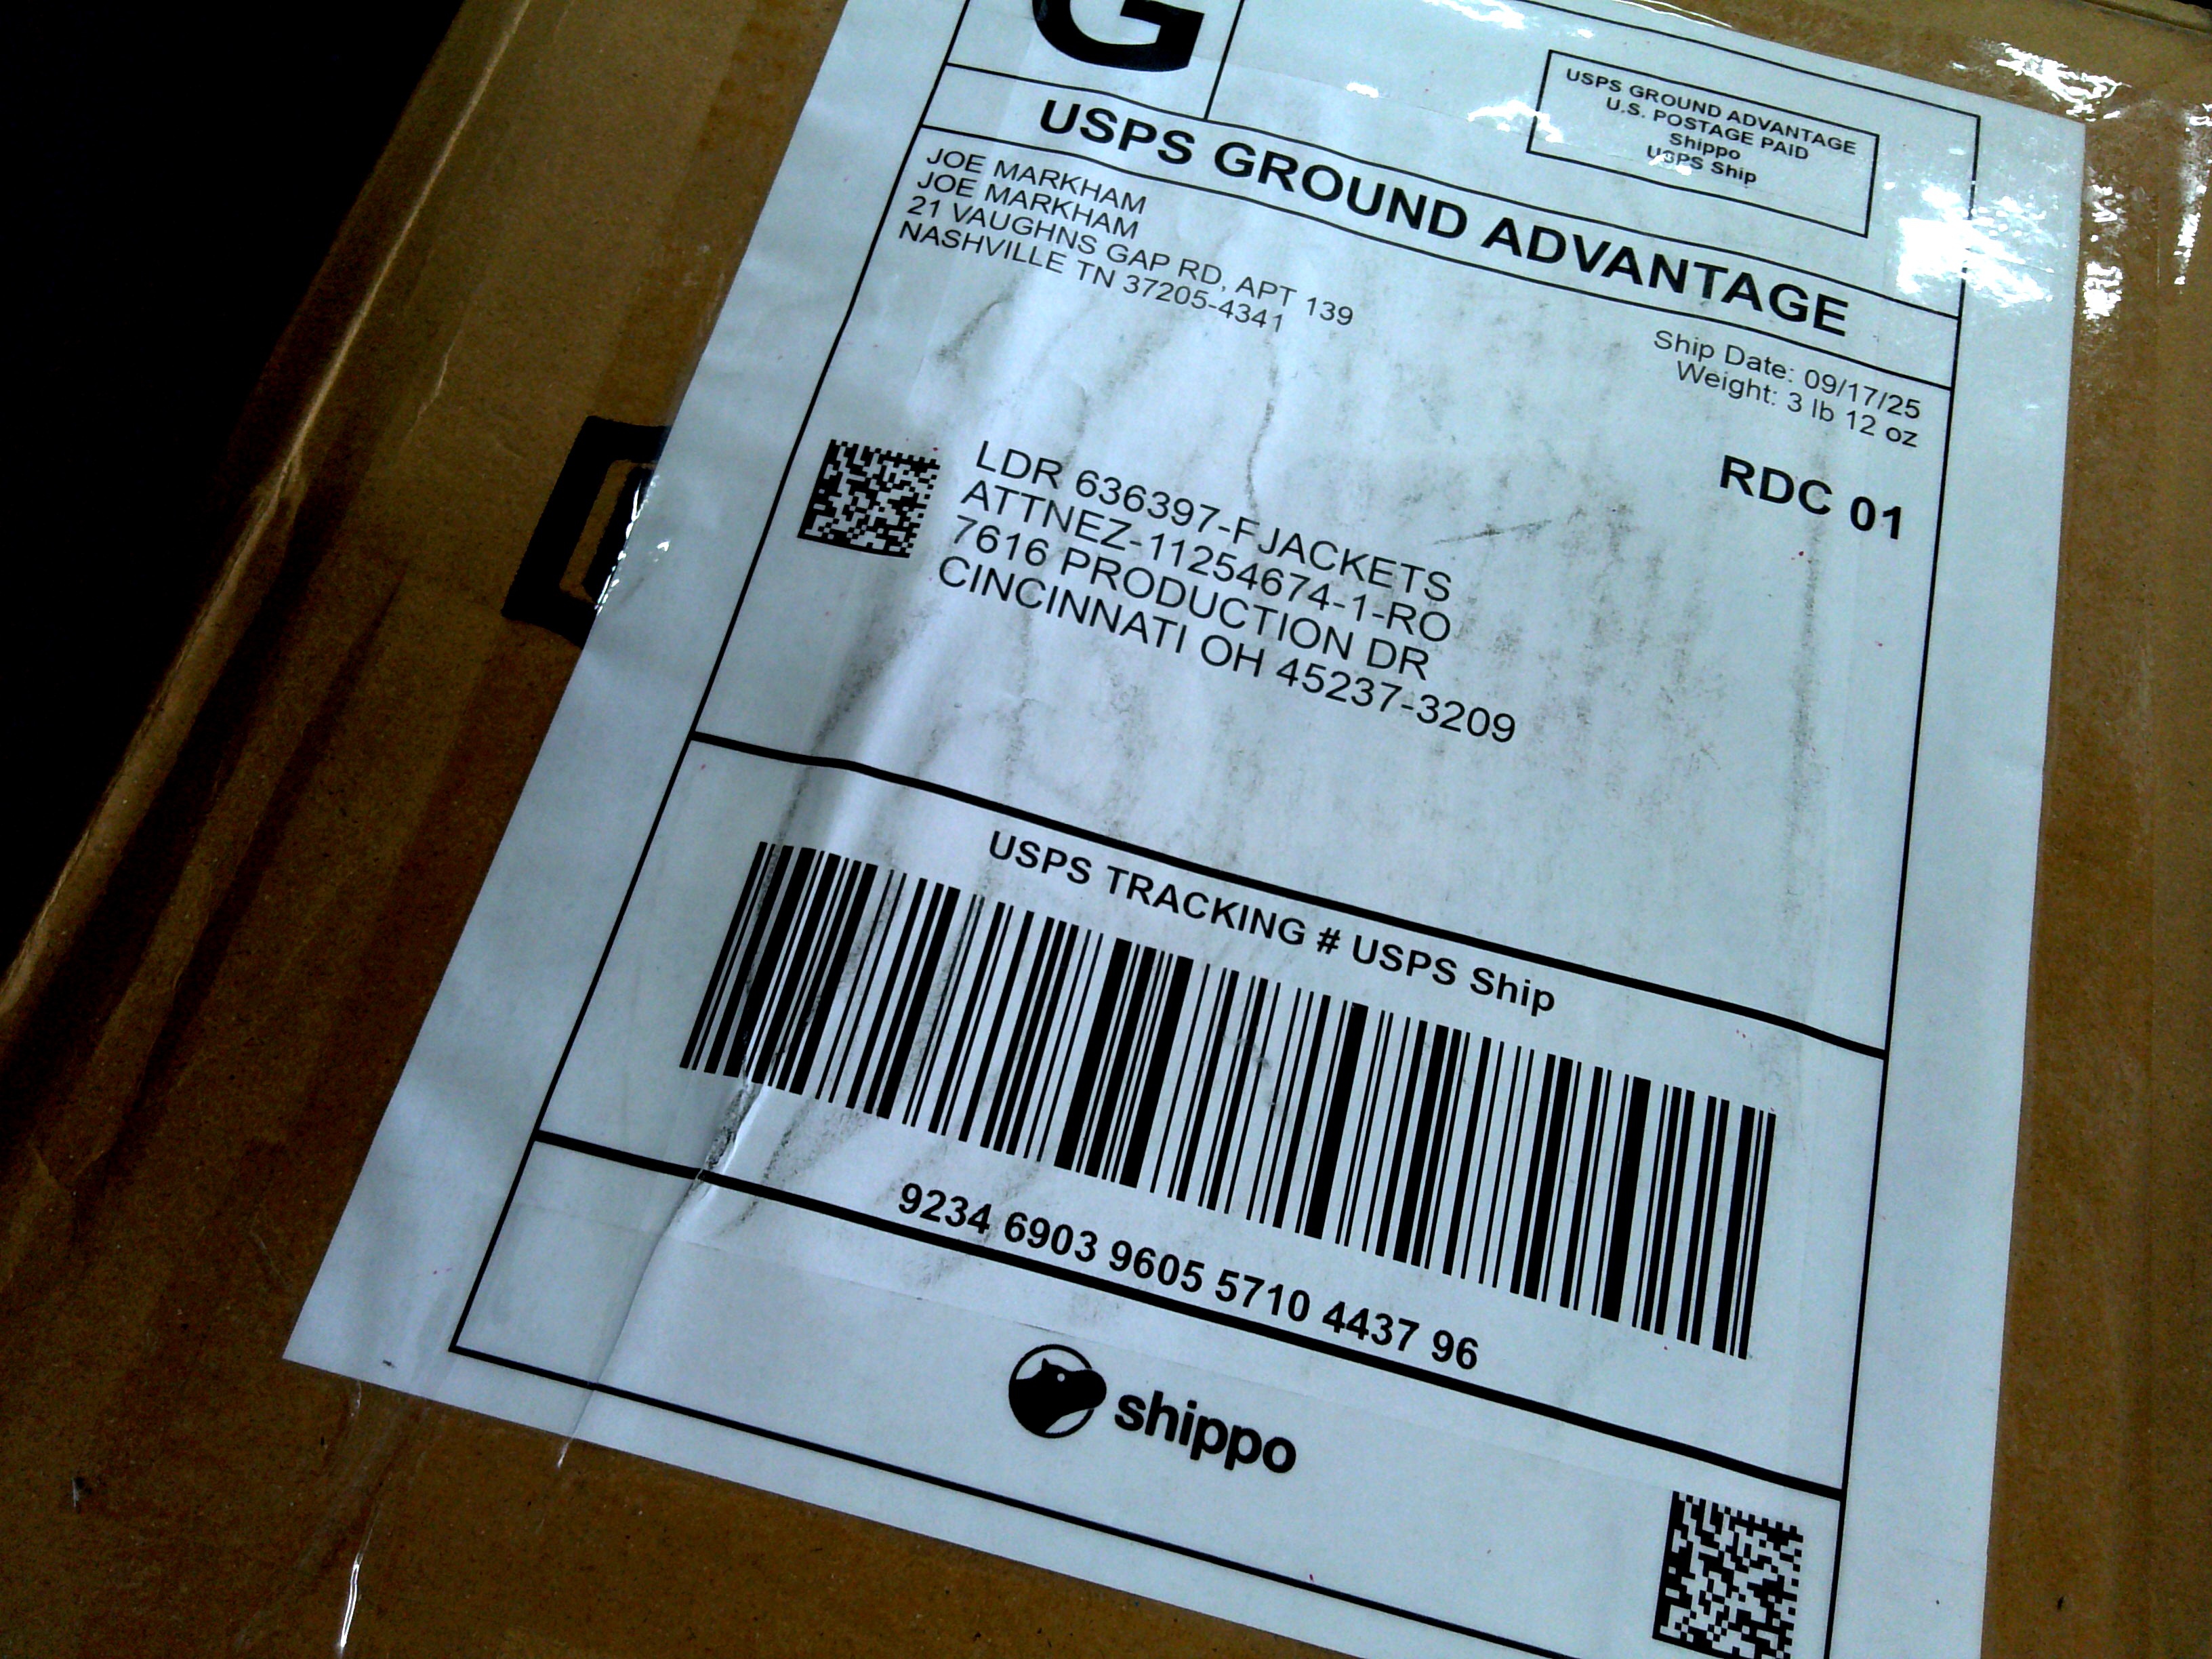 G
USPS GROUND ADVANTAGE
U.S. POSTAGE PAID
Shippo
USPS Ship
USPS GROUND ADVANTAGE
JOE MARKHAM
JOE MARKHAM
21 VAUGHNS GAP RD, APT 139
NASHVILLE TN 37205-4341
Ship Date: 09/17/25
Weight: 3 lb 12 oz
RDC 01
LDR 636397-FJACKETS
ATTNEZ-11254674-1-RO
7616 PRODUCTION DR
CINCINNATI OH 45237-3209
USPS TRACKING # USPS Ship
9234 6903 9605 5710 4437 96
shippo